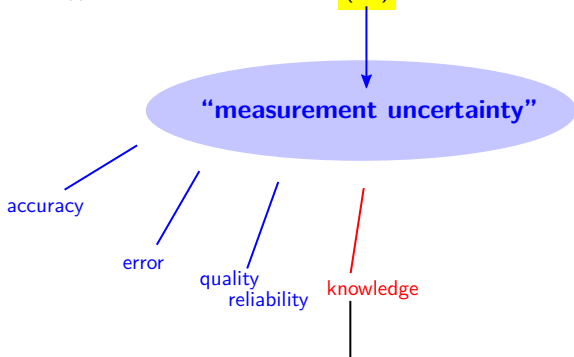 “measurement uncertainty”
accuracy
error
quality
reliability
knowledge